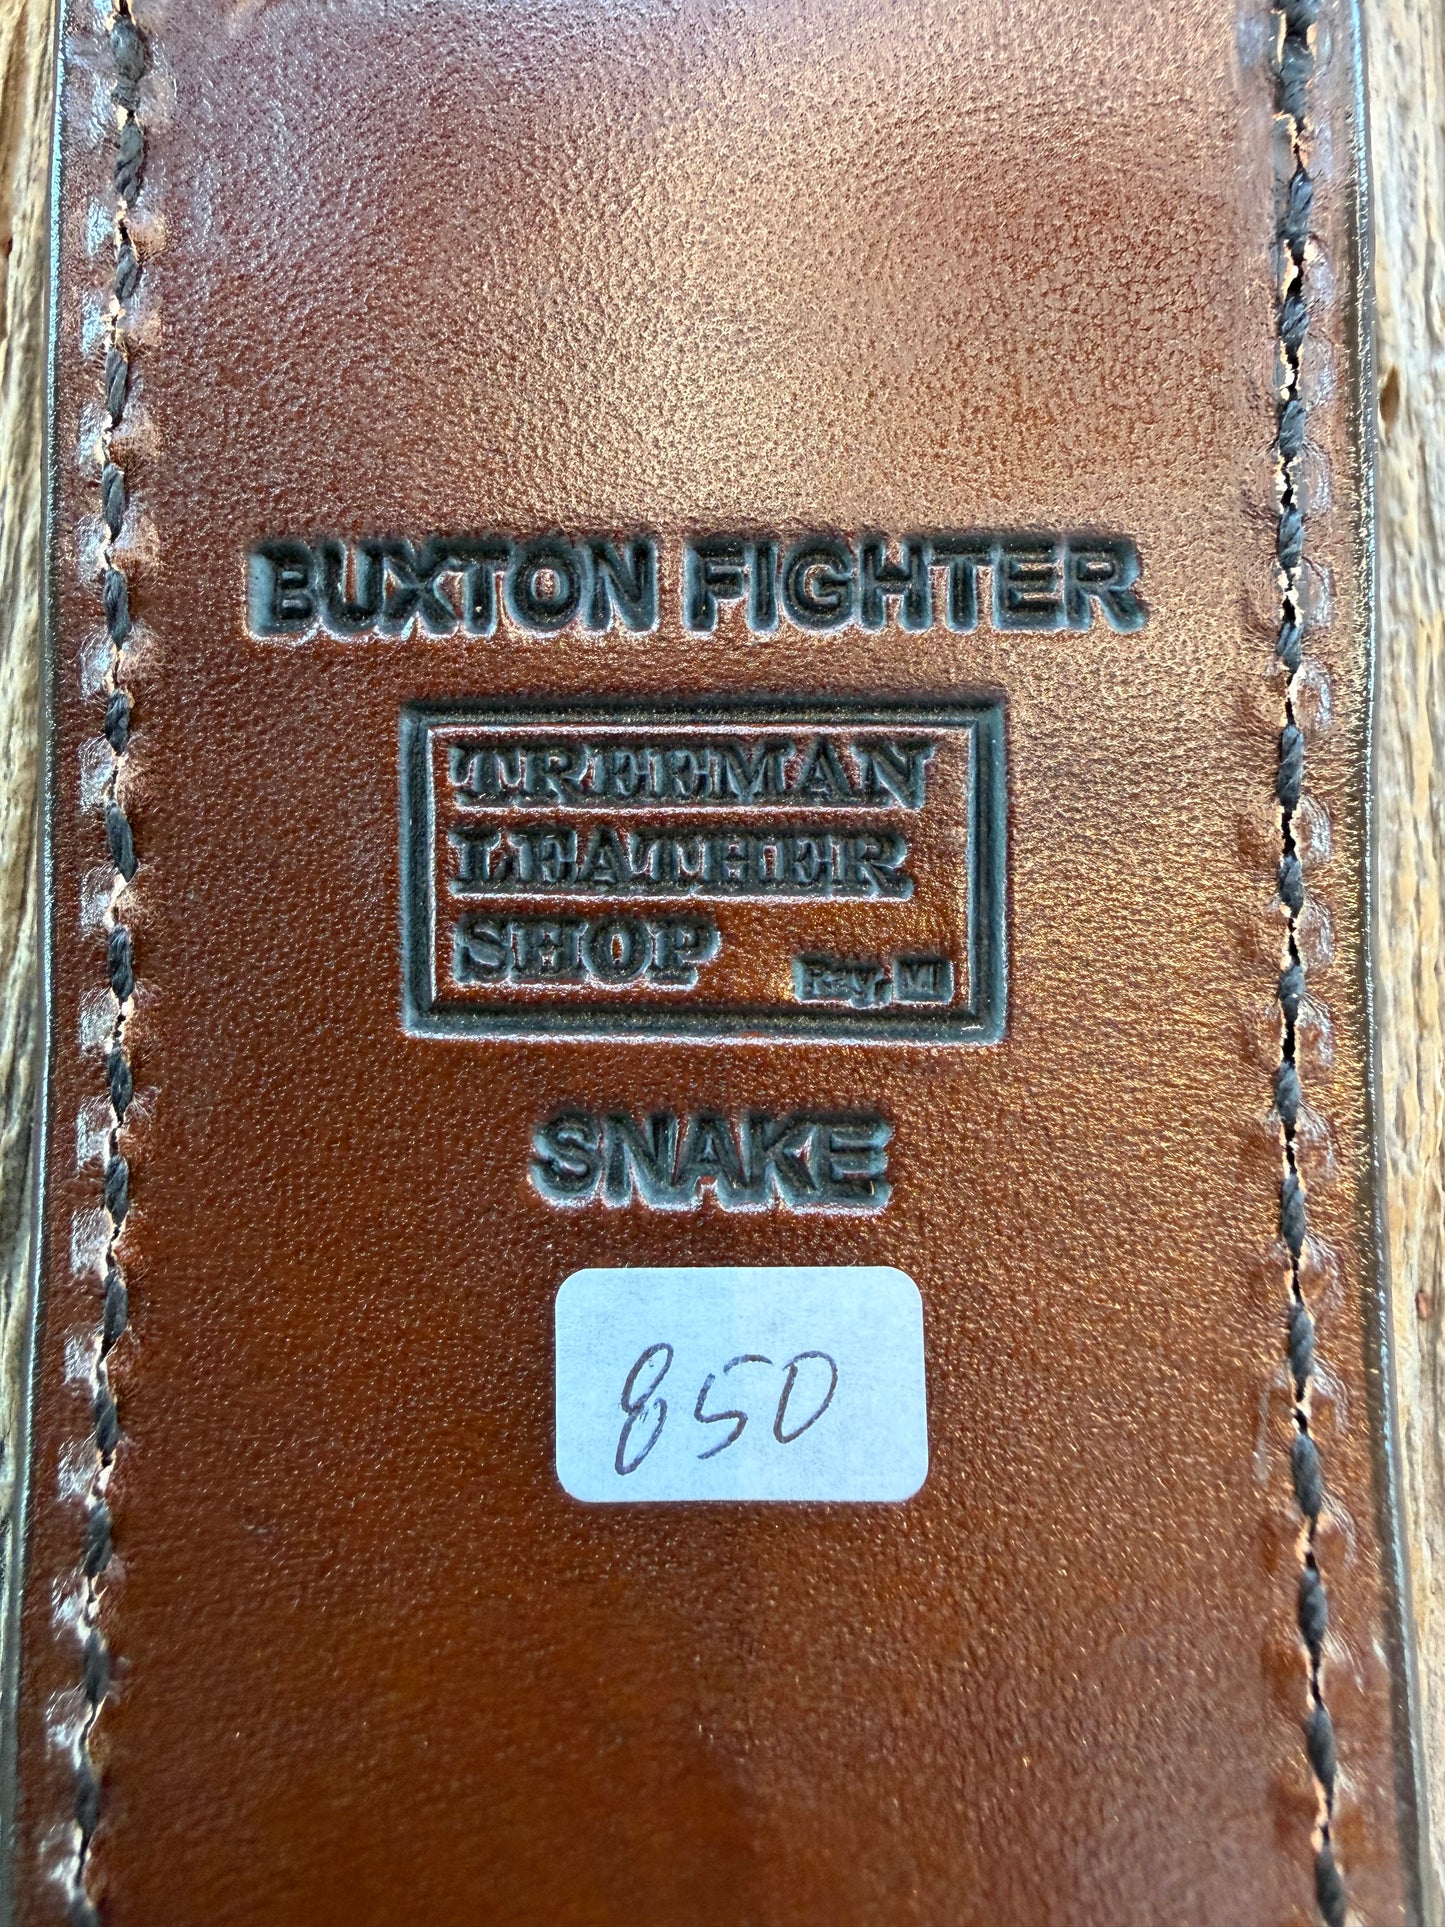 BUXTON FIGHTER
TREEMAN
LEATHER
SHOP Ray, MI
SNAKE
850